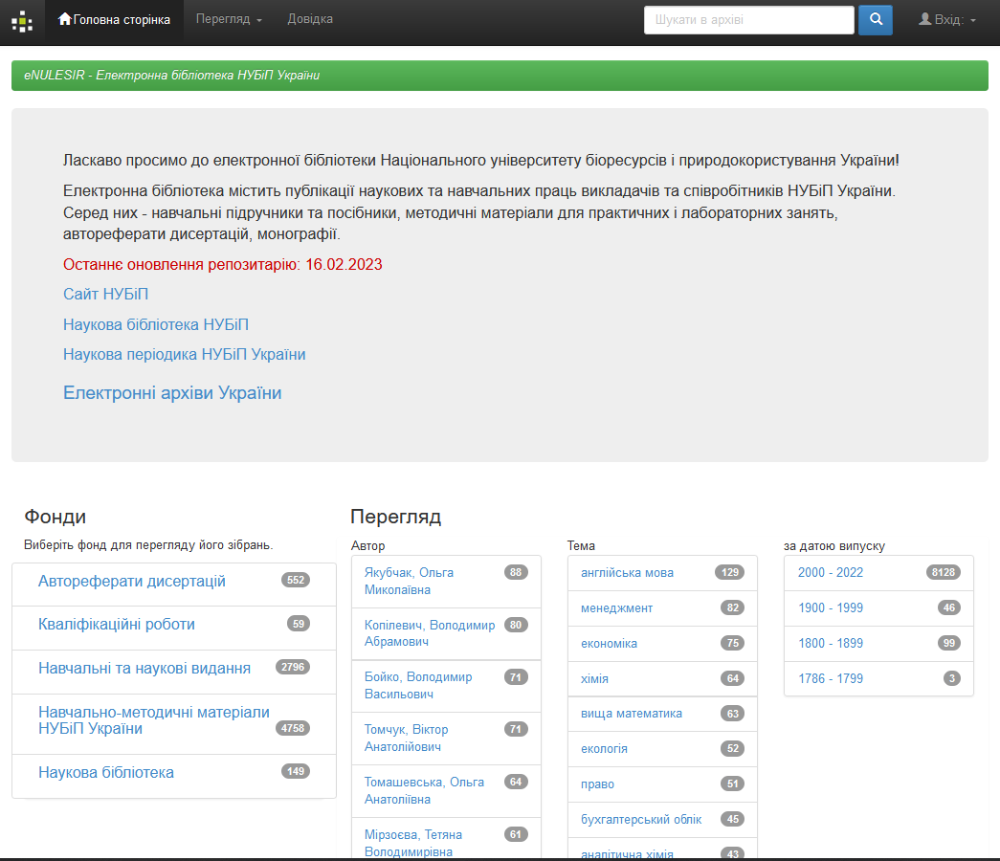 Головна сторінка
Перегляд
Довідка
Шукати в архіві
Вхід:
eNULESIR - Електронна бібліотека НУБіП України
Ласкаво просимо до електронної бібліотеки Національного університету біоресурсів і природокористування України!
Електронна бібліотека містить публікації наукових та навчальних праць викладачів та співробітників НУБіП України.
Серед них - навчальні підручники та посібники, методичні матеріали для практичних і лабораторних занять,
автореферати дисертацій, монографії.
Останнє оновлення репозитарію: 16.02.2023
Сайт НУБіП
Наукова бібліотека НУБіП
Наукова періодика НУБіП України
Електронні архіви України
Фонди
Виберіть фонд для перегляду його зібрань.
Автореферати дисертацій 552
Кваліфікаційні роботи 59
Навчальні та наукові видання 2796
Навчально-методичні матеріали
НУБіП України 4758
Наукова бібліотека 149
Перегляд
Автор
Якубчак, Ольга 88
Миколаївна
Копілевич, Володимир 80
Абрамович
Бойко, Володимир 71
Васильович
Томчук, Віктор 71
Анатолійович
Томашевська, Ольга 64
Анатоліївна
Мірзоєва, Тетяна 61
Володимирівна
Тема
англійська мова 129
менеджмент 82
економіка 75
хімія 64
вища математика 63
екологія 52
право 51
бухгалтерський облік 45
аналітична хімія 43
за датою випуску
2000 - 2022 8128
1900 - 1999 46
1800 - 1899 99
1786 - 1799 3